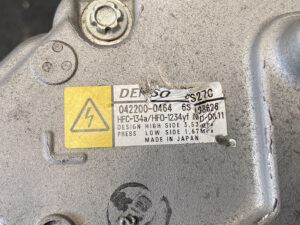 DENSO
ES27C
042200-0464 6S
HFC-134a/HFO-1234yf ND-OIL11
DESIGN HIGH SIDE 3.53MPa
PRESS LOW SIDE 1.67MPa
MADE IN JAPAN